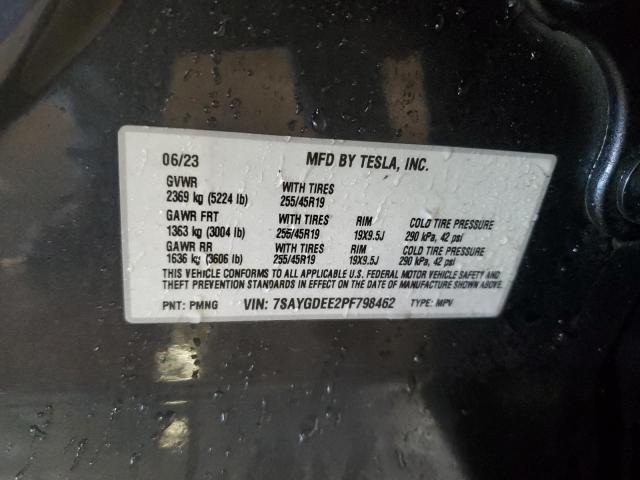 06/23 MFD BY TESLA, INC.
GVWR WITH TIRES
2369 kg (5224 lb) 255/45R19
GAWR FRT WITH TIRES RIM COLD TIRE PRESSURE
1363 kg (3004 lb) 255/45R19 19X9.5J 290 kPa, 42 psi
GAWR RR WITH TIRES RIM COLD TIRE PRESSURE
1636 kg (3606 lb) 255/45R19 19X9.5J 290 kPa, 42 psi
THIS VEHICLE CONFORMS TO ALL APPLICABLE U.S. FEDERAL MOTOR VEHICLE SAFETY AND
THEFT PREVENTION STANDARDS IN EFFECT ON THE DATE OF MANUFACTURE SHOWN ABOVE.
PNT: PMNG VIN: 7SAYGDEE2PF798462 TYPE: MPV